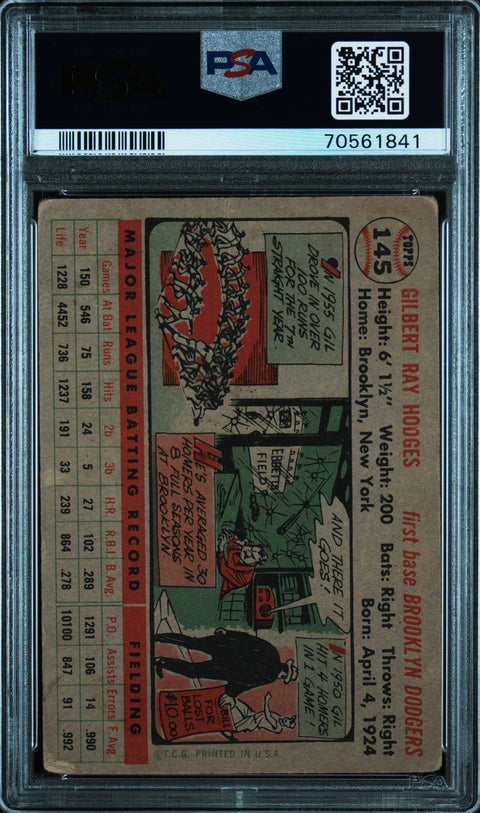 PSA
PSA
70561841
TOPPS
145
GILBERT RAY HODGES first base BROOKLYN DODGERS
Height: 6' 1½" Weight: 200 Bats: Right Throws: Right
Home: Brooklyn, New York Born: April 4, 1924
IN 1955 GIL
DROVE IN OVER
100 RUNS
FOR THE 7TH
STRAIGHT YEAR
EBBETS
FIELD
AND THERE IT
GOES!
HE'S AVERAGED 30
HOMERS PER YEAR IN
8 FULL SEASONS
AT BROOKLYN
IN 1950 GIL
HIT 4 HOMERS
IN 1 GAME!
BILL
FOR
LOST
BALLS
$10.00
©T.C.G. PRINTED IN U.S.A.
MAJOR LEAGUE BATTING RECORD FIELDING
Games At Bat Runs Hits 2b 3b H.R. R.B.I. B.Avg. P.O. Assists Errors F.Avg.
Year 150 546 75 158 24 5 27 102 .289 1291 106 14 .990
Life 1228 4452 736 1237 191 33 239 864 .278 10100 847 91 .992
PSA